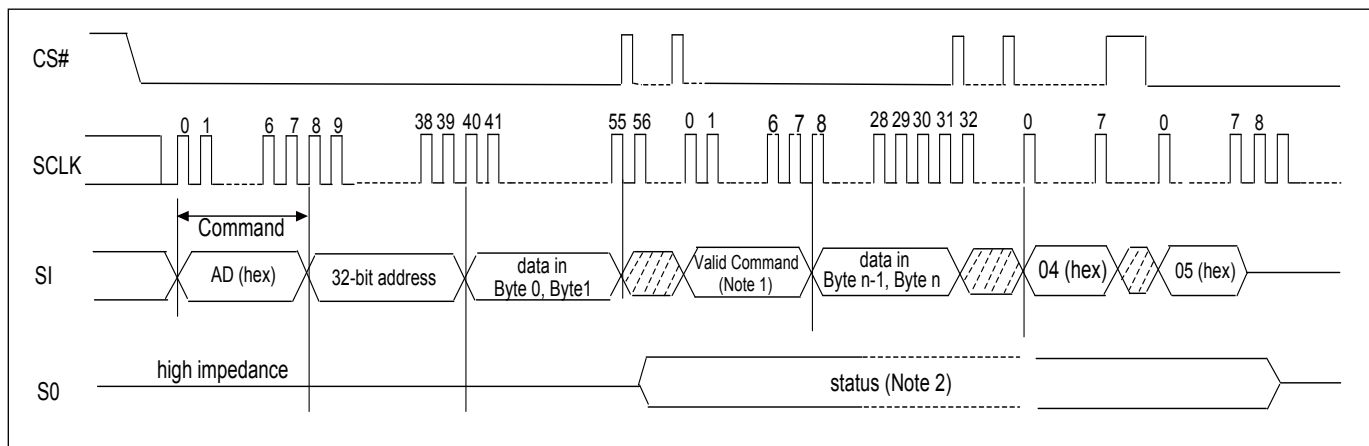 CS#
SCLK
0 1 6 7 8 9 38 39 40 41 55 56 0 1 6 7 8 28 29 30 31 32 0 7 0 7 8
Command
SI
AD (hex)
32-bit address
data in
Byte 0, Byte1
Valid Command
(Note 1)
data in
Byte n-1, Byte n
04 (hex)
05 (hex)
high impedance
S0
status (Note 2)